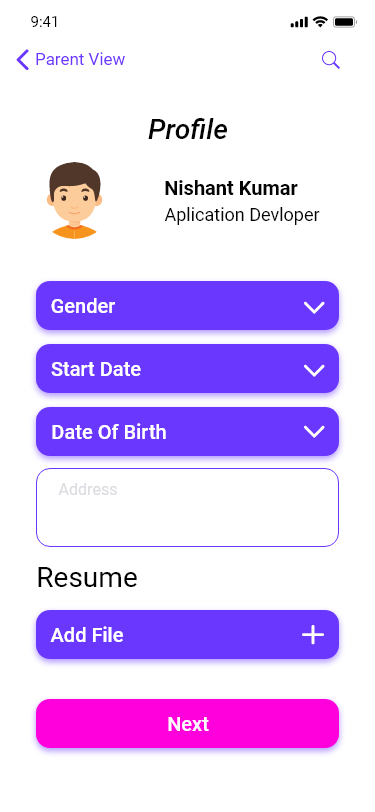 9:41
Parent View
Profile
Nishant Kumar
Aplication Devloper
Gender
Start Date
Date Of Birth
Address
Resume
Add File
Next